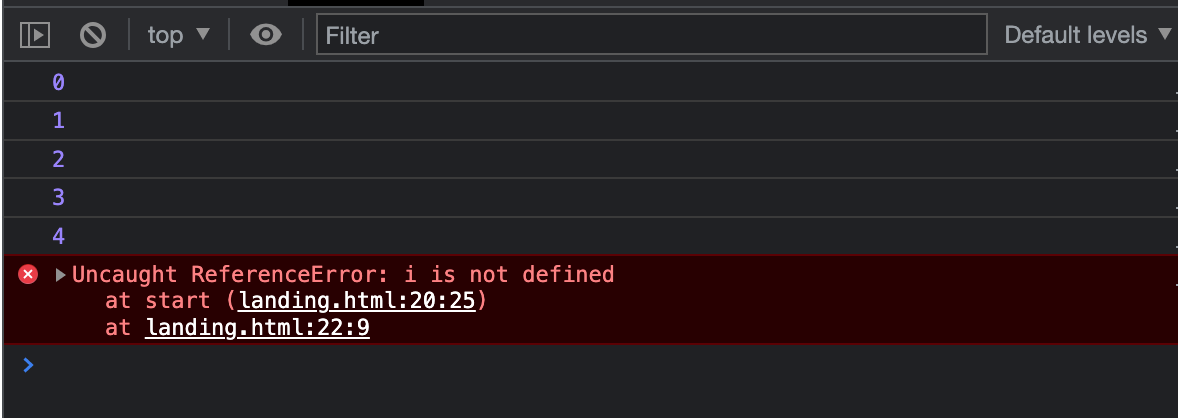 top ▼ Filter Default levels ▼
0
1
2
3
4
Uncaught ReferenceError: i is not defined
at start (landing.html:20:25)
at landing.html:22:9